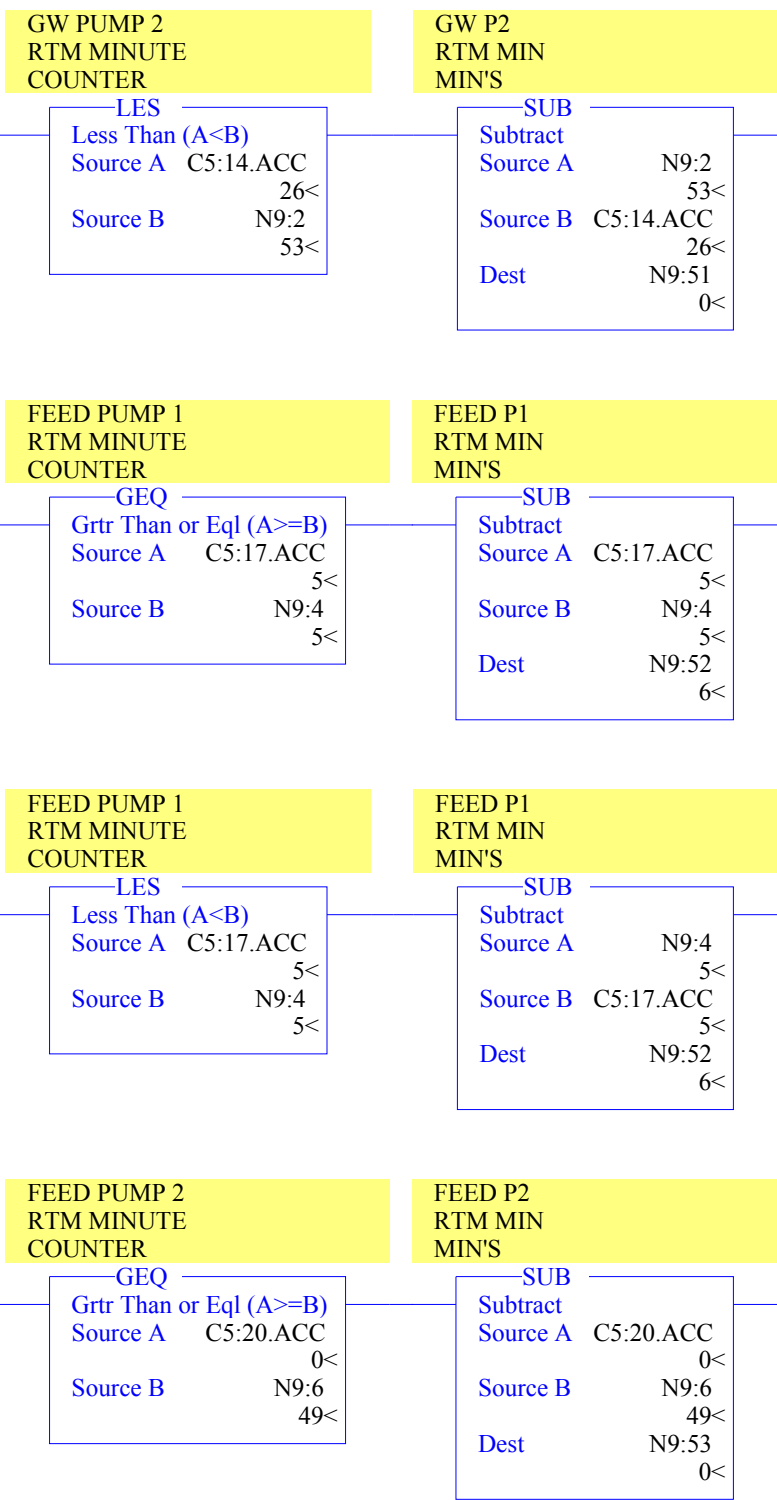 GW PUMP 2
RTM MINUTE
COUNTER
GW P2
RTM MIN
MIN'S
LES
Less Than (A<B)
Source A C5:14.ACC
26<
Source B N9:2
53<
SUB
Subtract
Source A N9:2
53<
Source B C5:14.ACC
26<
Dest N9:51
0<
FEED PUMP 1
RTM MINUTE
COUNTER
FEED P1
RTM MIN
MIN'S
GEQ
Grtr Than or Eql (A>=B)
Source A C5:17.ACC
5<
Source B N9:4
5<
SUB
Subtract
Source A C5:17.ACC
5<
Source B N9:4
5<
Dest N9:52
6<
FEED PUMP 1
RTM MINUTE
COUNTER
FEED P1
RTM MIN
MIN'S
LES
Less Than (A<B)
Source A C5:17.ACC
5<
Source B N9:4
5<
SUB
Subtract
Source A N9:4
5<
Source B C5:17.ACC
5<
Dest N9:52
6<
FEED PUMP 2
RTM MINUTE
COUNTER
FEED P2
RTM MIN
MIN'S
GEQ
Grtr Than or Eql (A>=B)
Source A C5:20.ACC
0<
Source B N9:6
49<
SUB
Subtract
Source A C5:20.ACC
0<
Source B N9:6
49<
Dest N9:53
0<